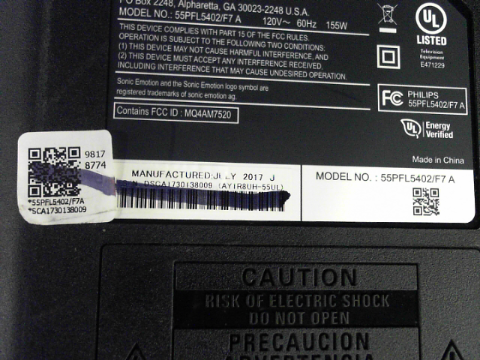 PO Box 2248, Alpharetta, GA 30023-2248 U.S.A.
MODEL NO.: 55PFL5402/F7 A 120V~ 60Hz 155W
THIS DEVICE COMPLIES WITH PART 15 OF THE FCC RULES.
OPERATION IS SUBJECT TO THE FOLLOWING TWO CONDITIONS:
(1) THIS DEVICE MAY NOT CAUSE HARMFUL INTERFERENCE, AND
(2) THIS DEVICE MUST ACCEPT ANY INTERFERENCE RECEIVED,
INCLUDING INTERFERENCE THAT MAY CAUSE UNDESIRED OPERATION.
Sonic Emotion and the Sonic Emotion logo symbol are
registered trademarks of sonic emotion ag.
Contains FCC ID : MQ4AM7520
UL
LISTED
Television
Equipment
E471229
FC
PHILIPS
55PFL5402/F7 A
UL
Energy
Verified
Made in China
9817
8774
*55PFL5402/F7A
*SCA1730138009
MANUFACTURED:JULY 2017 J
DSCA1730138009 (AY1R8UH-55UL)
MODEL NO. : 55PFL5402/F7 A
CAUTION
RISK OF ELECTRIC SHOCK
DO NOT OPEN
PRECAUCION
ADVERTENCIA